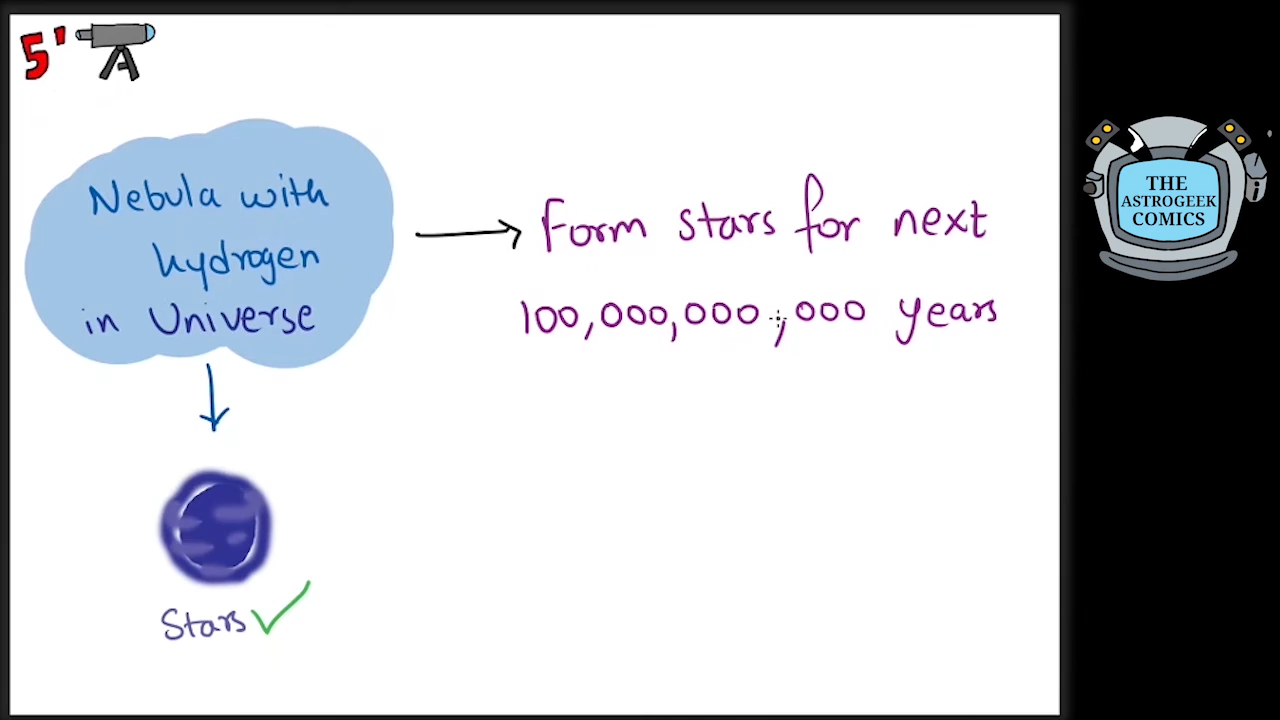 5'
Nebula with
hydrogen
in Universe
Form stars for next
100,000,000,000 years
Stars
THE
ASTROGEEK
COMICS